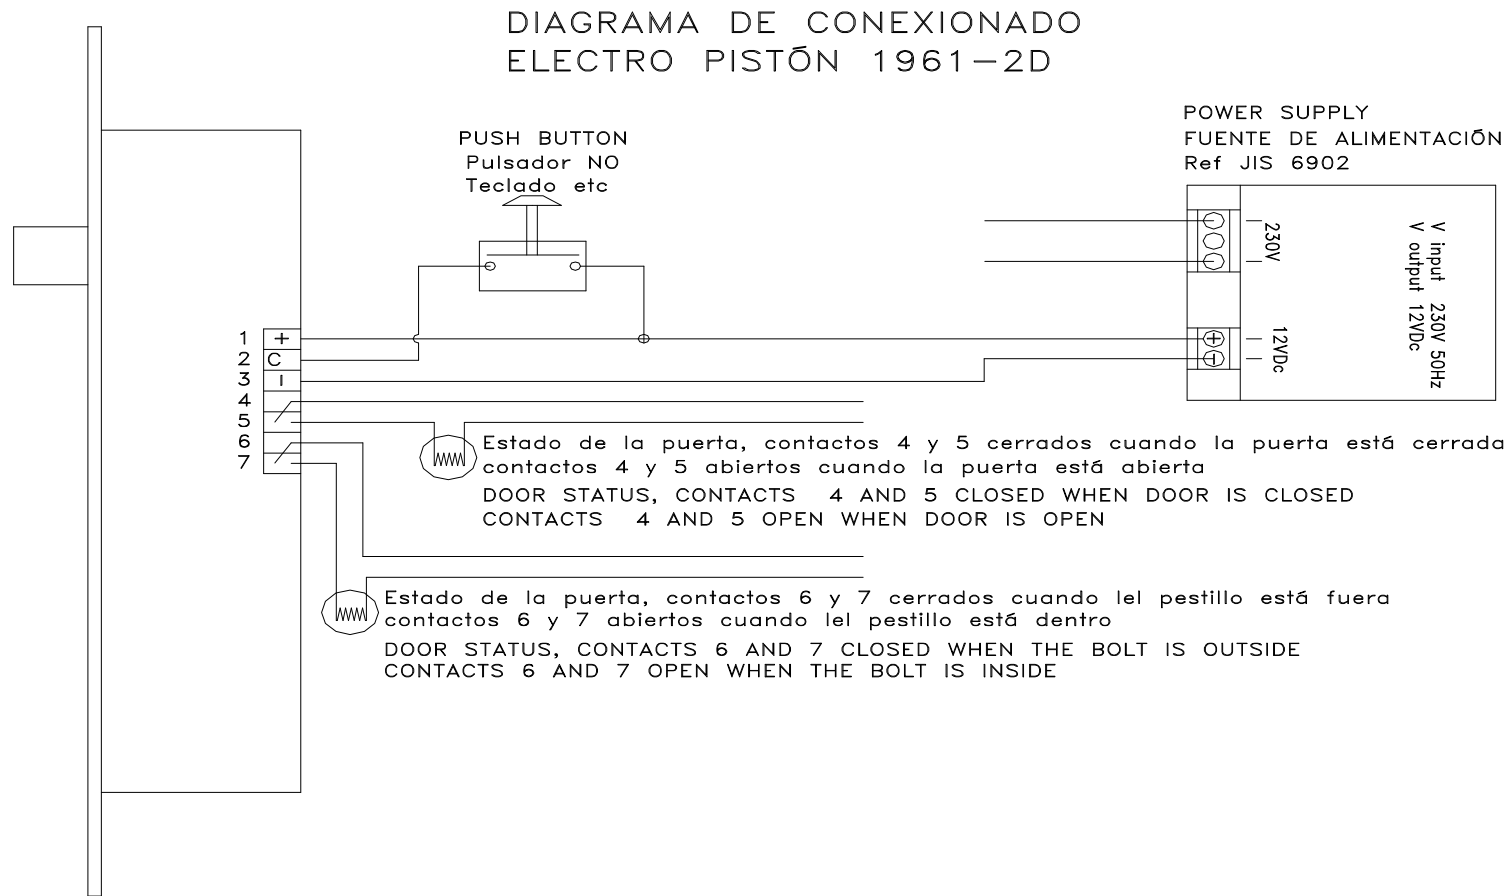 DIAGRAMA DE CONEXIONADO
ELECTRO PISTÓN 1961-2D
PUSH BUTTON
Pulsador NO
Teclado etc
POWER SUPPLY
FUENTE DE ALIMENTACIÓN
Ref JIS 6902
230V
V input 230V 50Hz
V output 12VDc
12VDc
1 +
2 C
3 -
4
5
6
7
+
-
Estado de la puerta, contactos 4 y 5 cerrados cuando la puerta está cerrada
contactos 4 y 5 abiertos cuando la puerta está abierta
DOOR STATUS, CONTACTS 4 AND 5 CLOSED WHEN DOOR IS CLOSED
CONTACTS 4 AND 5 OPEN WHEN DOOR IS OPEN
Estado de la puerta, contactos 6 y 7 cerrados cuando lel pestillo está fuera
contactos 6 y 7 abiertos cuando lel pestillo está dentro
DOOR STATUS, CONTACTS 6 AND 7 CLOSED WHEN THE BOLT IS OUTSIDE
CONTACTS 6 AND 7 OPEN WHEN THE BOLT IS INSIDE